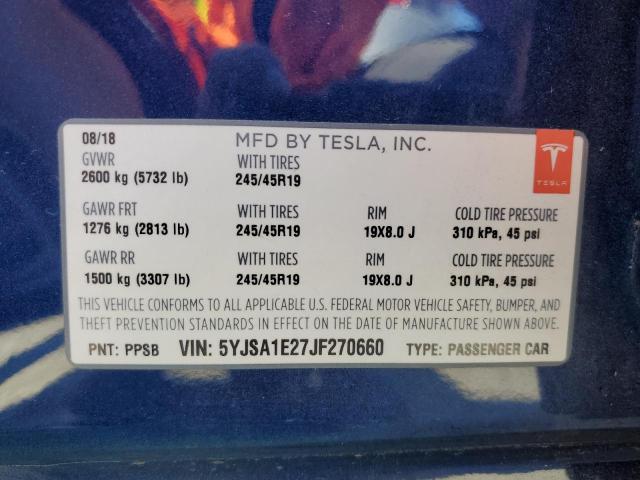 08/18 MFD BY TESLA, INC.
GVWR WITH TIRES
2600 kg (5732 lb) 245/45R19
TESLA
GAWR FRT WITH TIRES RIM COLD TIRE PRESSURE
1276 kg (2813 lb) 245/45R19 19X8.0 J 310 kPa, 45 psi
GAWR RR WITH TIRES RIM COLD TIRE PRESSURE
1500 kg (3307 lb) 245/45R19 19X8.0 J 310 kPa, 45 psi
THIS VEHICLE CONFORMS TO ALL APPLICABLE U.S. FEDERAL MOTOR VEHICLE SAFETY, BUMPER, AND
THEFT PREVENTION STANDARDS IN EFFECT ON THE DATE OF MANUFACTURE SHOWN ABOVE.
PNT: PPSB VIN: 5YJSA1E27JF270660 TYPE: PASSENGER CAR